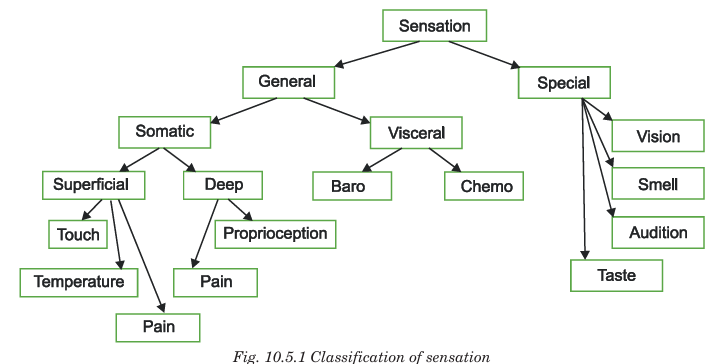 Sensation
General
Special
Somatic
Visceral
Vision
Superficial
Deep
Baro
Chemo
Smell
Touch
Proprioception
Audition
Temperature
Pain
Taste
Pain
Fig. 10.5.1 Classification of sensation